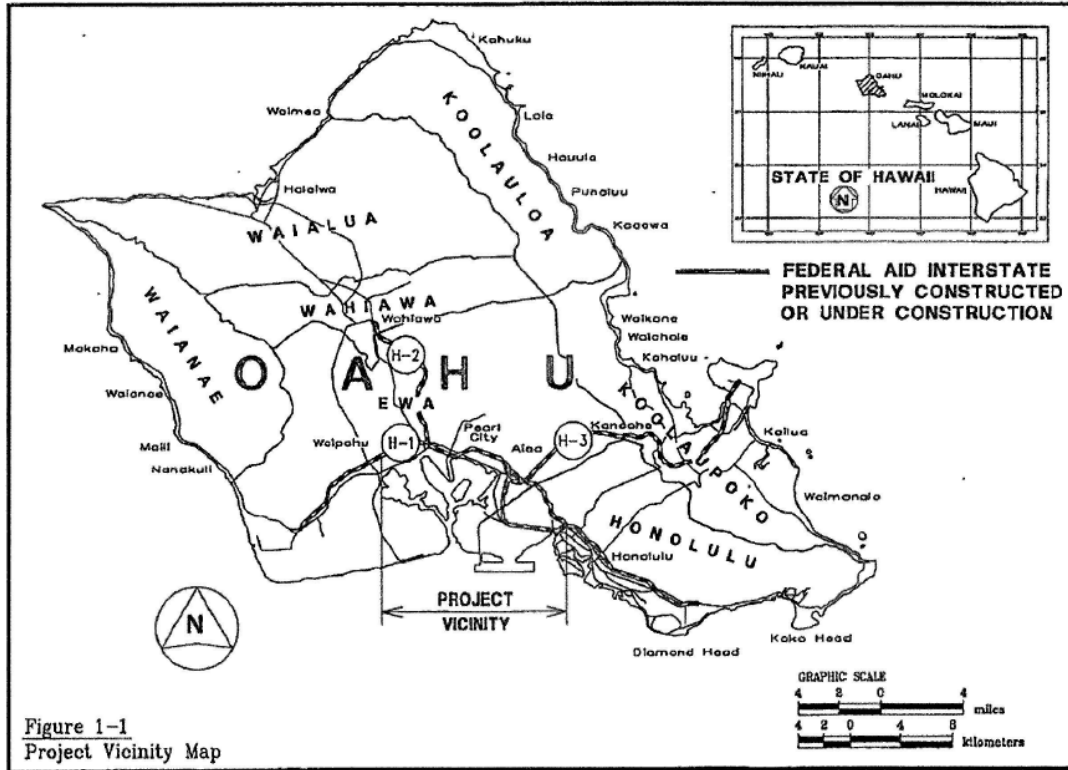 Kahuku
Waimea
Laie
Hauula
Punaluu
Kaaawa
Haleiwa
KOOLAULOA
WAIALUA
WAHIAWA
Wahiawa
WAIANAE
Makaha
Waianae
Maili
Nanakuli
OAHU
H-2
EWA
H-1
Waipahu
Pearl
City
Aiea
H-3
Kaneohe
Waikane
Waiahole
Kahaluu
KOOLAUPOKO
Kailua
Waimanalo
HONOLULU
Honolulu
Koko Head
Diamond Head
PROJECT
VICINITY
N
NIIHAU
KAUAI
OAHU
MOLOKAI
LANAI
MAUI
HAWAII
STATE OF HAWAII
N
FEDERAL AID INTERSTATE
PREVIOUSLY CONSTRUCTED
OR UNDER CONSTRUCTION
GRAPHIC SCALE
4 2 0 4
miles
4 2 0 4 8
kilometers
Figure 1-1
Project Vicinity Map